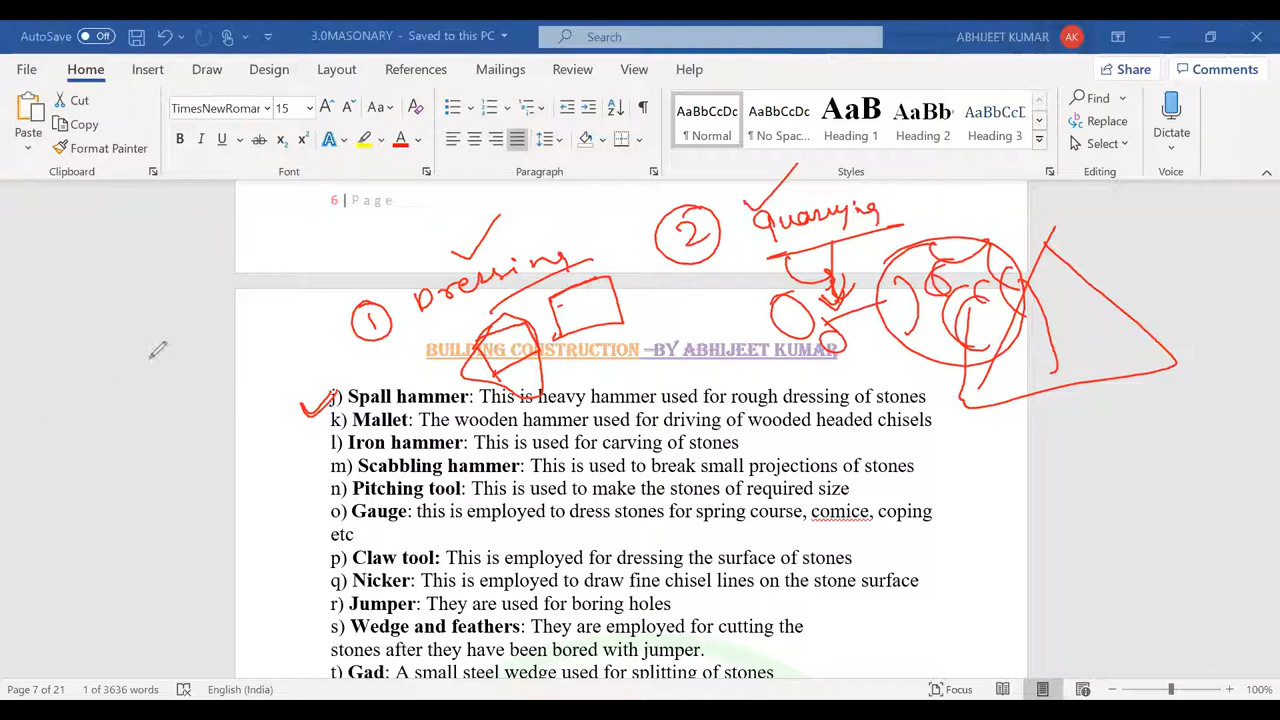 AutoSave Off 3.0MASONARY - Saved to this PC Search ABHIJEET KUMAR AK
File Home Insert Draw Design Layout References Mailings Review View Help Share Comments
Cut TimesNewRomar 15 Aa AaBbCcDc AaBbCcDc AaB AaBbC AaBbCcD Find
Copy Replace
Paste Format Painter B I U ab x₂ x² A A Normal No Spac... Heading 1 Heading 2 Heading 3 Select Dictate
Clipboard Font Paragraph Styles Editing Voice
6 | Page
② Quarrying
① Dressing
BUILDING CONSTRUCTION –BY ABHIJEET KUMAR
j) Spall hammer: This is heavy hammer used for rough dressing of stones
k) Mallet: The wooden hammer used for driving of wooded headed chisels
l) Iron hammer: This is used for carving of stones
m) Scabbling hammer: This is used to break small projections of stones
n) Pitching tool: This is used to make the stones of required size
o) Gauge: this is employed to dress stones for spring course, comice, coping
etc
p) Claw tool: This is employed for dressing the surface of stones
q) Nicker: This is employed to draw fine chisel lines on the stone surface
r) Jumper: They are used for boring holes
s) Wedge and feathers: They are employed for cutting the
stones after they have been bored with jumper.
t) Gad: A small steel wedge used for splitting of stones
Page 7 of 21 1 of 3636 words English (India) Focus 100%